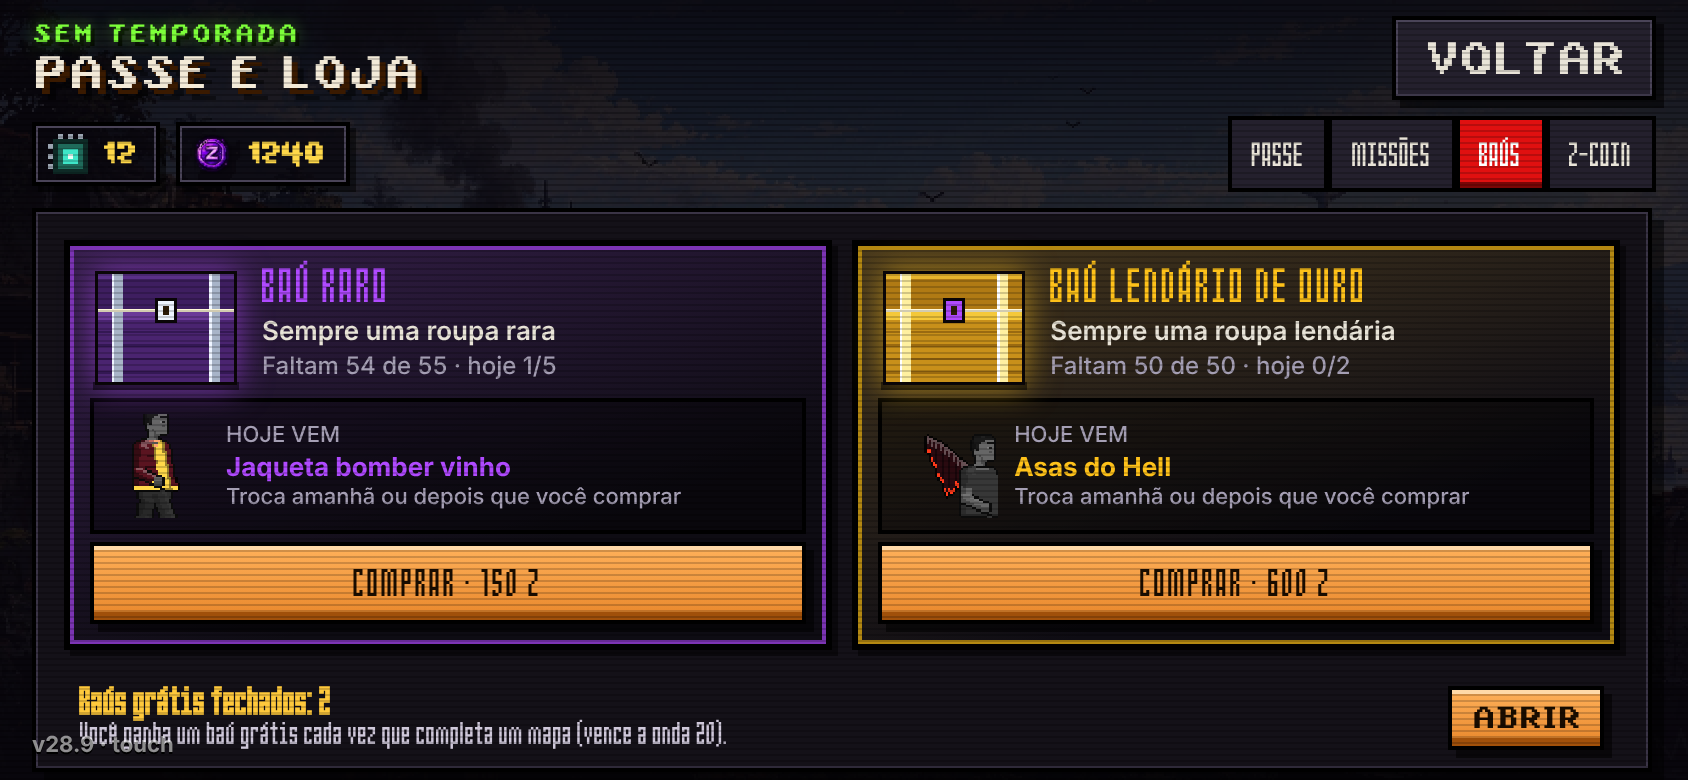 SEM TEMPORADA
PASSE E LOJA
VOLTAR
12
Z 1240
PASSE
MISSÕES
BAÚS
Z-COIN
BAÚ RARO
Sempre uma roupa rara
Faltam 54 de 55 · hoje 1/5
HOJE VEM
Jaqueta bomber vinho
Troca amanhã ou depois que você comprar
COMPRAR · 150 Z
BAÚ LENDÁRIO DE OURO
Sempre uma roupa lendária
Faltam 50 de 50 · hoje 0/2
HOJE VEM
Asas do Hell
Troca amanhã ou depois que você comprar
COMPRAR · 600 Z
Baús grátis fechados: 2
Você ganha um baú grátis cada vez que completa um mapa (vence a onda 20).
ABRIR
v28.9 · touch